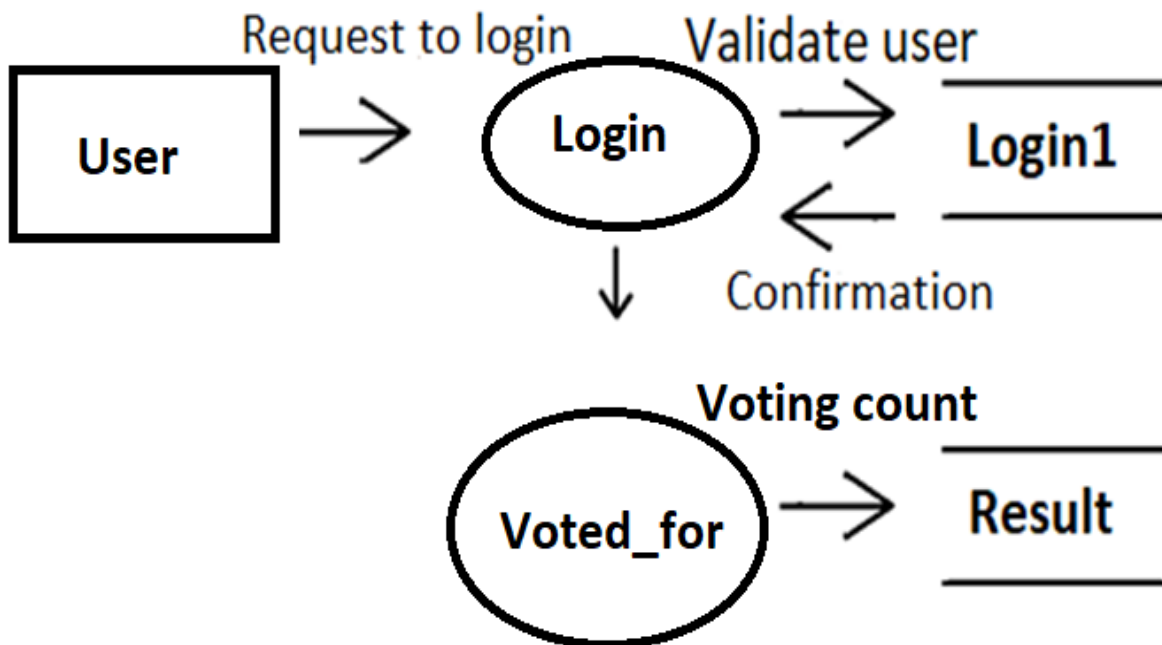 Request to login
Validate user
User
Login
Login1
Confirmation
Voting count
Voted_for
Result